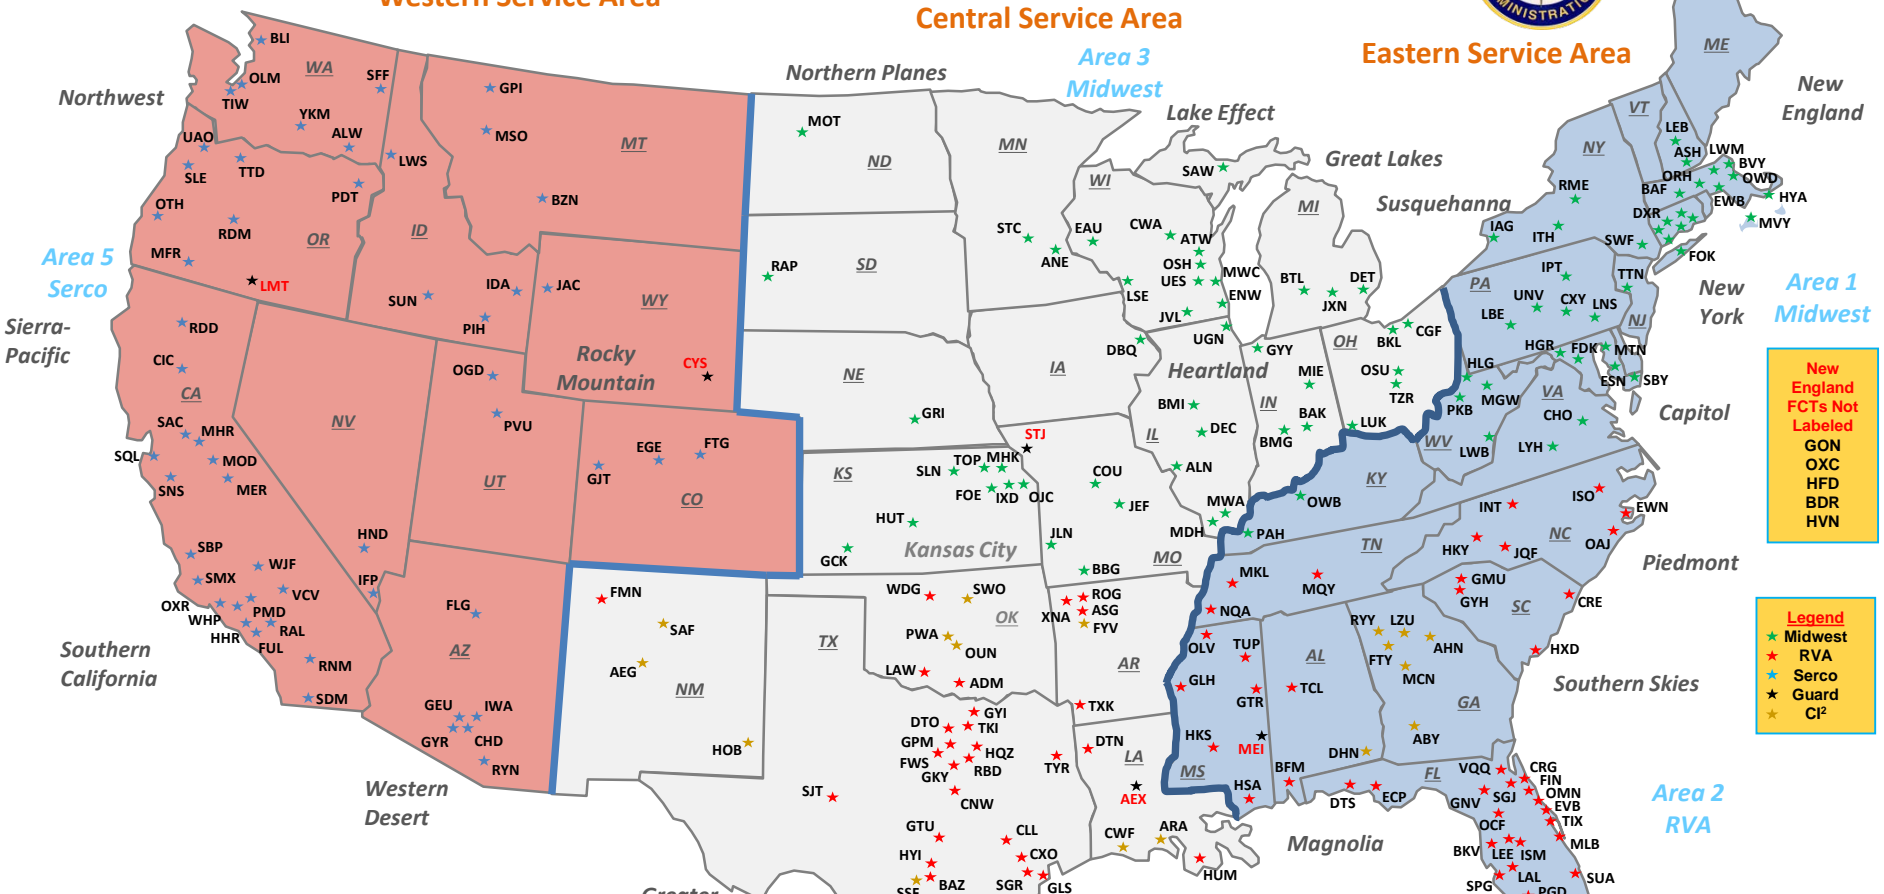 Western Service Area
Central Service Area
MINISTRATIO
Eastern Service Area
Area 3
Midwest
Northern Planes
Lake Effect
Great Lakes
Susquehanna
New
England
Northwest
BLI
WA
OLM
TIW
SFF
YKM
ALW
UAO
TTD
SLE
LWS
PDT
OTH
RDM
OR
MFR
LMT
Area 5
Serco
Sierra-
Pacific
GPI
MSO
MT
BZN
ID
IDA
JAC
SUN
PIH
WY
Rocky
Mountain
CYS
RDD
CIC
CA
SAC
MHR
SQL
MOD
SNS
MER
NV
OGD
PVU
UT
EGE
FTG
GJT
CO
HND
SBP
WJF
SMX
IFP
VCV
OXR
PMD
WHP
RAL
HHR
FUL
RNM
SDM
Southern
California
FLG
AZ
GEU
IWA
GYR
CHD
RYN
Western
Desert
MOT
ND
MN
SD
RAP
STC
ANE
WI
SAW
EAU
CWA
ATW
OSH
MWC
UES
ENW
LSE
JVL
UGN
DBQ
MI
BTL
DET
JXN
NE
IA
GRI
Heartland
GYY
OH
BKL
CGF
MIE
OSU
TZR
IN
BAK
BMG
LUK
BMI
DEC
IL
ALN
MWA
MDH
STJ
KS
SLN
TOP
MHK
FOE
IXD
OJC
COU
JEF
HUT
Kansas City
GCK
JLN
MO
BBG
FMN
SAF
AEG
NM
HOB
TX
WDG
SWO
OK
PWA
OUN
LAW
ADM
ROG
XNA
ASG
FYV
AR
TXK
GYI
DTO
TKI
GPM
HQZ
FWS
RBD
GKY
CNW
TYR
SJT
GTU
CLL
HYI
CXO
BAZ
SGR
GLS
SSF
Greater
DTN
LA
AEX
CWF
ARA
HUM
ME
VT
NY
LEB
ASH
LWM
BVY
ORH
OWD
BAF
EWB
HYA
MVY
DXR
RME
IAG
ITH
SWF
FOK
PA
IPT
TTN
UNV
CXY
LNS
LBE
NJ
New
York
HGR
FDK
MTN
HLG
ESN
SBY
PKB
MGW
VA
CHO
Capitol
WV
LWB
LYH
KY
OWB
PAH
Area 1
Midwest
New
England
FCTs Not
Labeled
GON
OXC
HFD
BDR
HVN
ISO
INT
EWN
NC
HKY
JQF
OAJ
Piedmont
TN
MKL
MQY
NQA
GMU
GYH
SC
CRE
HXD
Southern Skies
OLV
TUP
AL
GLH
GTR
TCL
HKS
MEI
MS
HSA
BFM
RYY
LZU
AHN
FTY
MCN
GA
ABY
DHN
DTS
ECP
FL
VQQ
CRG
FIN
OMN
GNV
SGJ
EVB
TIX
OCF
MLB
BKV
LEE
ISM
LAL
SUA
SPG
PGD
Magnolia
Area 2
RVA
Legend
Midwest
RVA
Serco
Guard
CI²